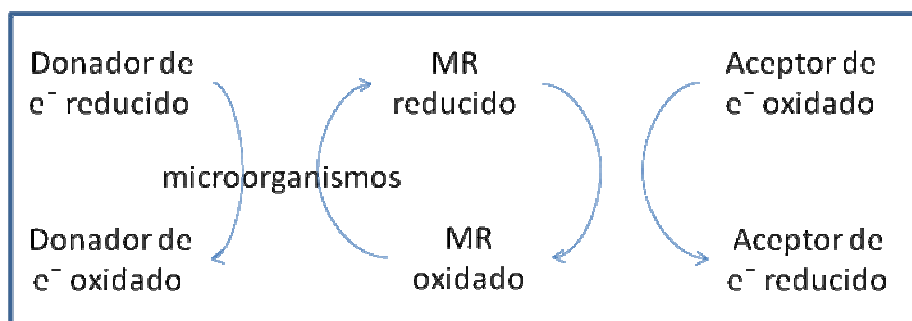 Donador de
e⁻ reducido
MR
reducido
Aceptor de
e⁻ oxidado
microorganismos
Donador de
e⁻ oxidado
MR
oxidado
Aceptor de
e⁻ reducido